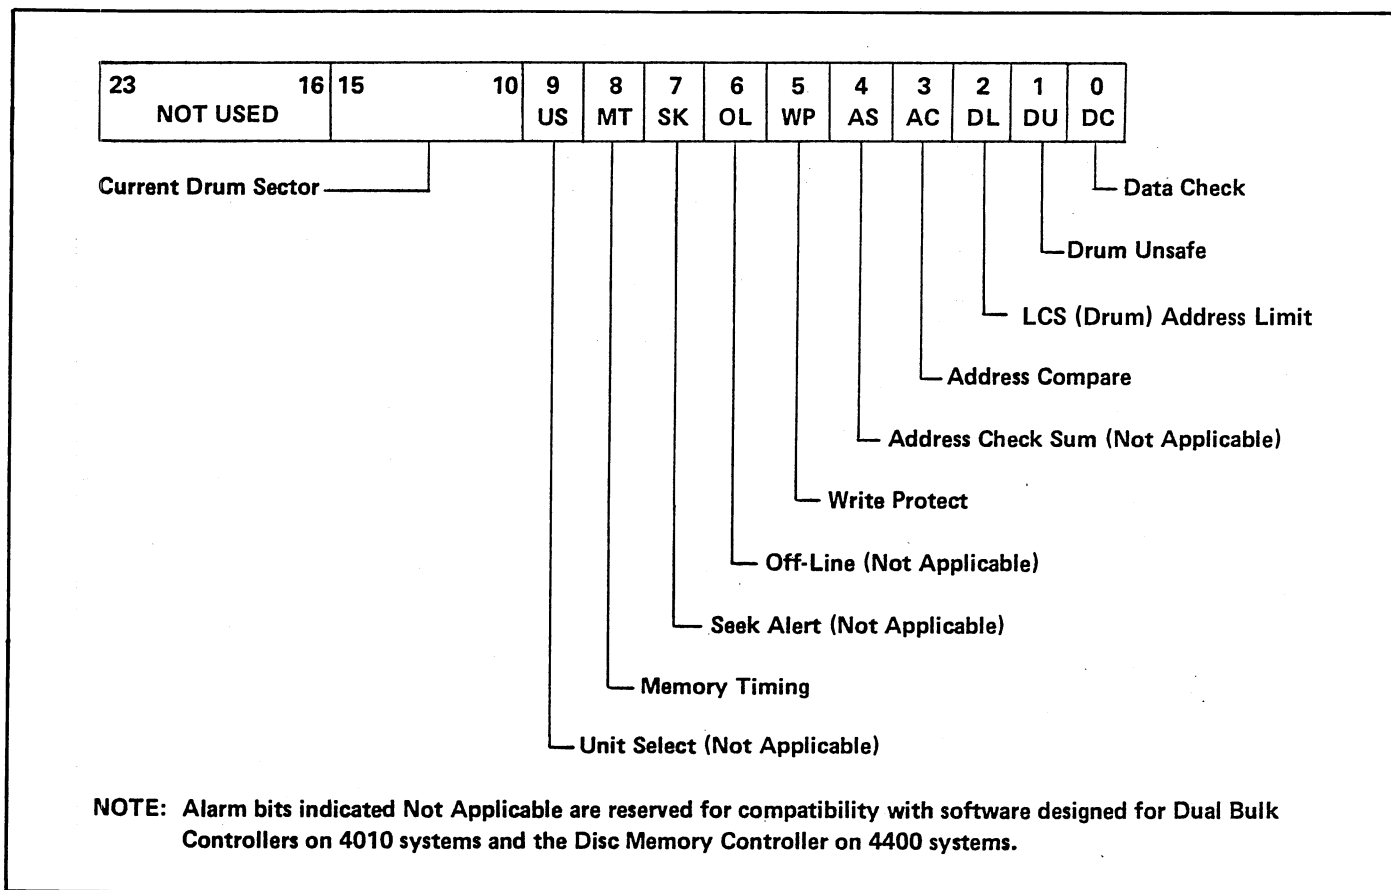 23 16 15 10 9 8 7 6 5 4 3 2 1 0
NOT USED US MT SK OL WP AS AC DL DU DC
Current Drum Sector
Data Check
Drum Unsafe
LCS (Drum) Address Limit
Address Compare
Address Check Sum (Not Applicable)
Write Protect
Off-Line (Not Applicable)
Seek Alert (Not Applicable)
Memory Timing
Unit Select (Not Applicable)
NOTE: Alarm bits indicated Not Applicable are reserved for compatibility with software designed for Dual Bulk
Controllers on 4010 systems and the Disc Memory Controller on 4400 systems.